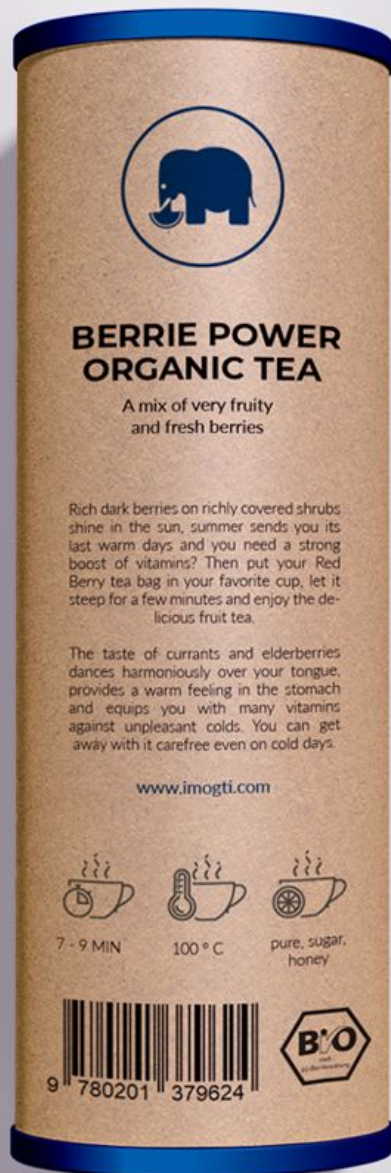 BERRIE POWER
ORGANIC TEA
A mix of very fruity
and fresh berries
Rich dark berries on richly covered shrubs
shine in the sun, summer sends you its
last warm days and you need a strong
boost of vitamins? Then put your Red
Berry tea bag in your favorite cup, let it
steep for a few minutes and enjoy the de-
licious fruit tea.
The taste of currants and elderberries
dances harmoniously over your tongue,
provides a warm feeling in the stomach
and equips you with many vitamins
against unpleasant colds. You can get
away with it carefree even on cold days.
www.imogti.com
7 - 9 MIN
100 ° C
pure, sugar,
honey
BIO
9 780201 379624